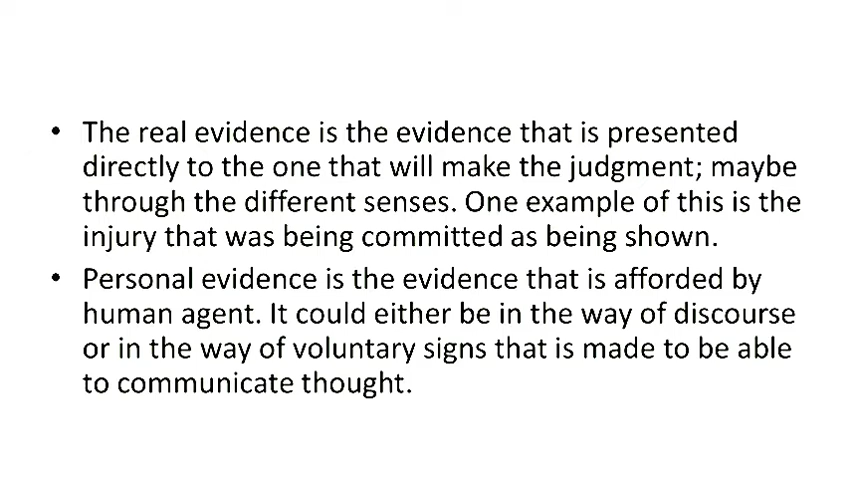 • The real evidence is the evidence that is presented
directly to the one that will make the judgment; maybe
through the different senses. One example of this is the
injury that was being committed as being shown.
• Personal evidence is the evidence that is afforded by
human agent. It could either be in the way of discourse
or in the way of voluntary signs that is made to be able
to communicate thought.